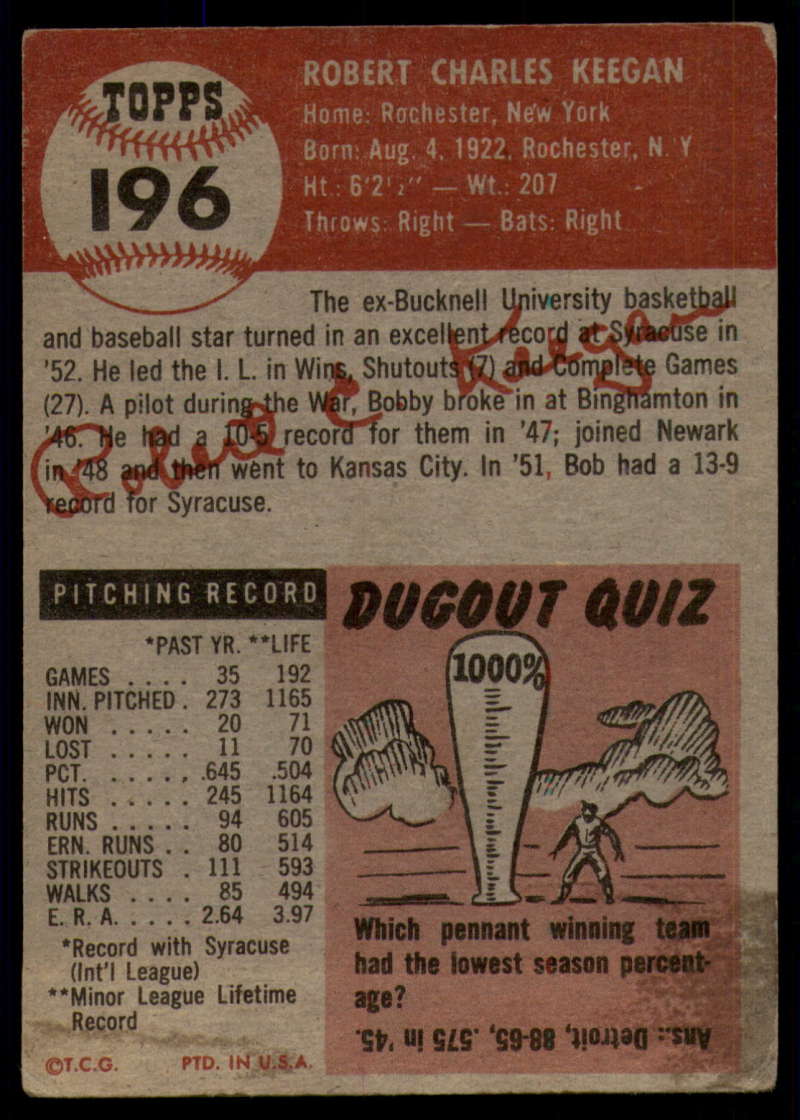 TOPPS
196
ROBERT CHARLES KEEGAN
Home: Rochester, New York
Born: Aug. 4, 1922, Rochester, N. Y
Ht.: 6'2½" — Wt.: 207
Throws: Right — Bats: Right
The ex-Bucknell University basketball
and baseball star turned in an excellent record at Syracuse in
'52. He led the I. L. in Wins, Shutouts (7) and Complete Games
(27). A pilot during the War, Bobby broke in at Binghamton in
'46. He had a 10-5 record for them in '47; joined Newark
in '48 and then went to Kansas City. In '51, Bob had a 13-9
record for Syracuse.
PITCHING RECORD
*PAST YR. **LIFE
GAMES . . . . 35 192
INN. PITCHED . 273 1165
WON . . . . . 20 71
LOST . . . . . 11 70
PCT. . . . . . .645 .504
HITS . . . . . 245 1164
RUNS . . . . . 94 605
ERN. RUNS . . 80 514
STRIKEOUTS . 111 593
WALKS . . . . 85 494
E. R. A. . . . . 2.64 3.97
*Record with Syracuse
(Int'l League)
**Minor League Lifetime
Record
©T.C.G. PTD. IN U.S.A.
DUGOUT QUIZ
1000%
Which pennant winning team
had the lowest season percent-
age?
Ans.: Detroit, 88-65, .575 in '45.